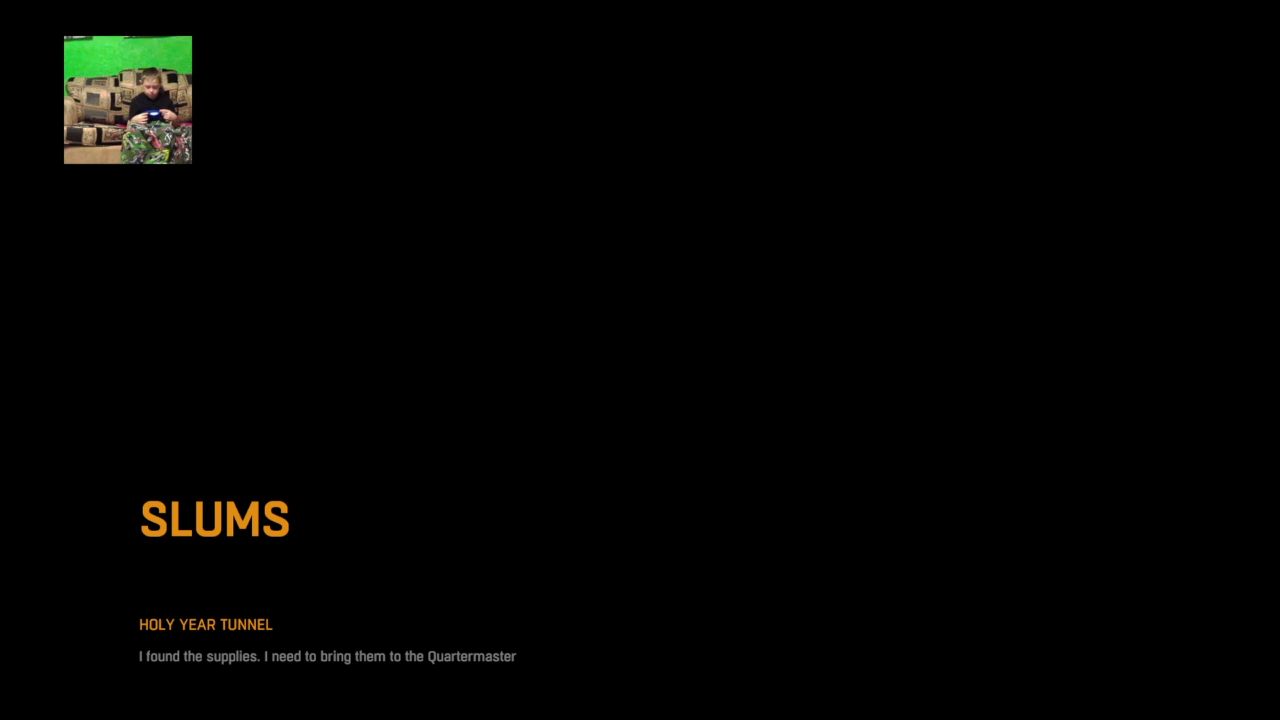 SLUMS
HOLY YEAR TUNNEL
I found the supplies. I need to bring them to the Quartermaster